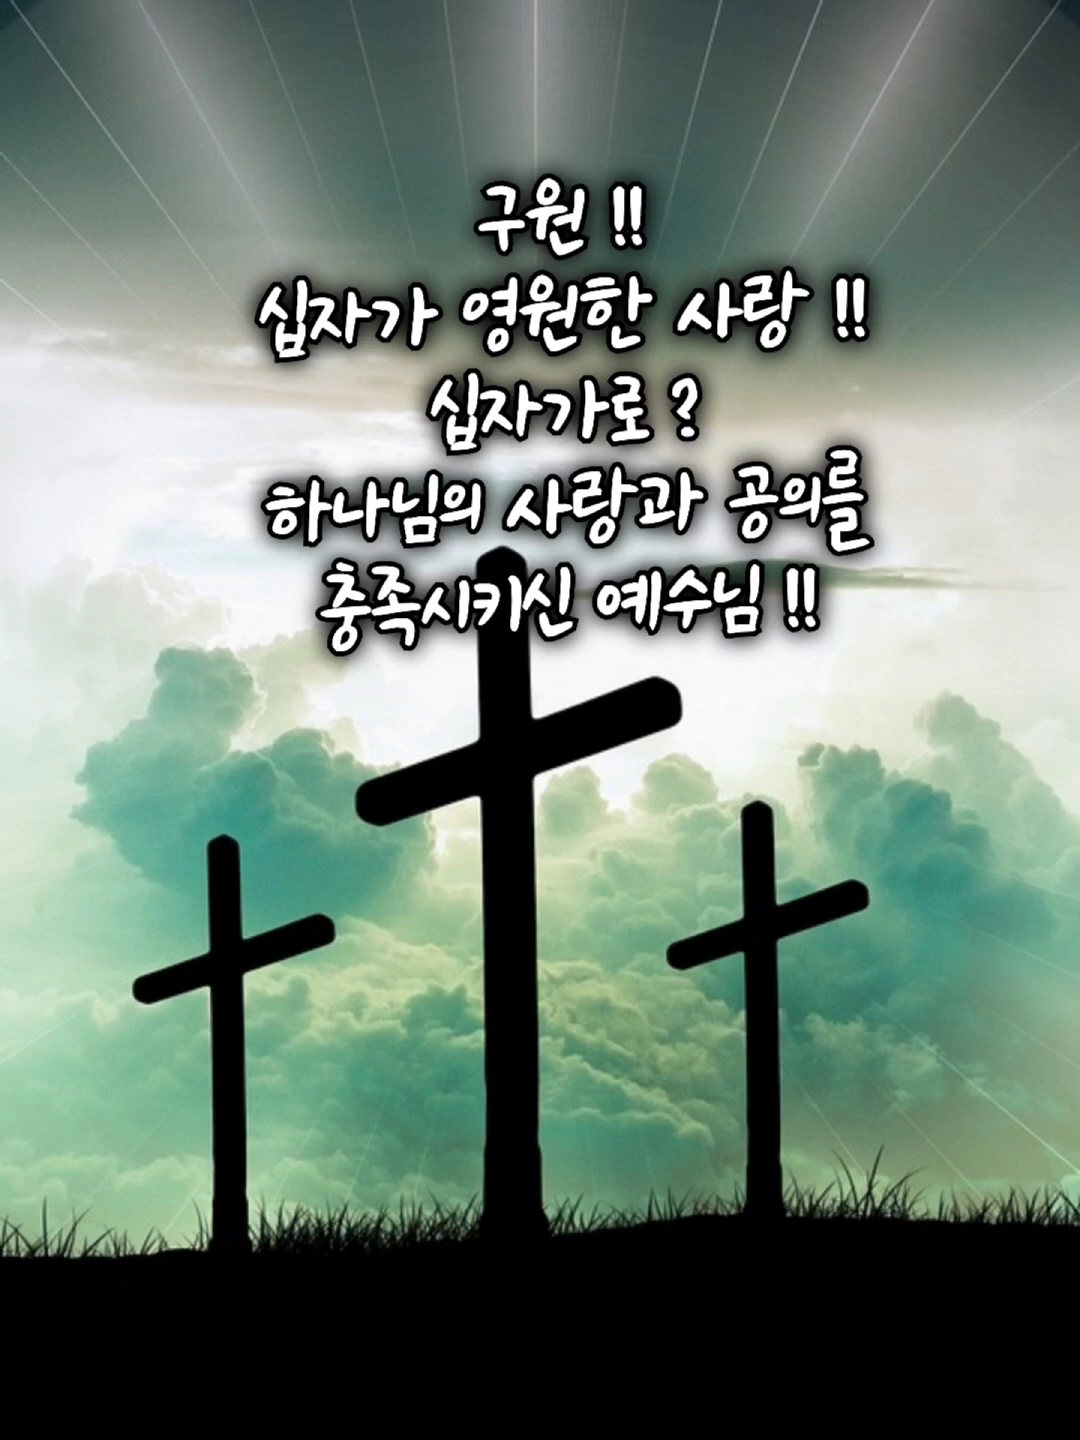 구원 !!
십자가 영원한 사랑 !!
십자가로 ?
하나님의 사랑과 공의를
충족시키신 예수님 !!